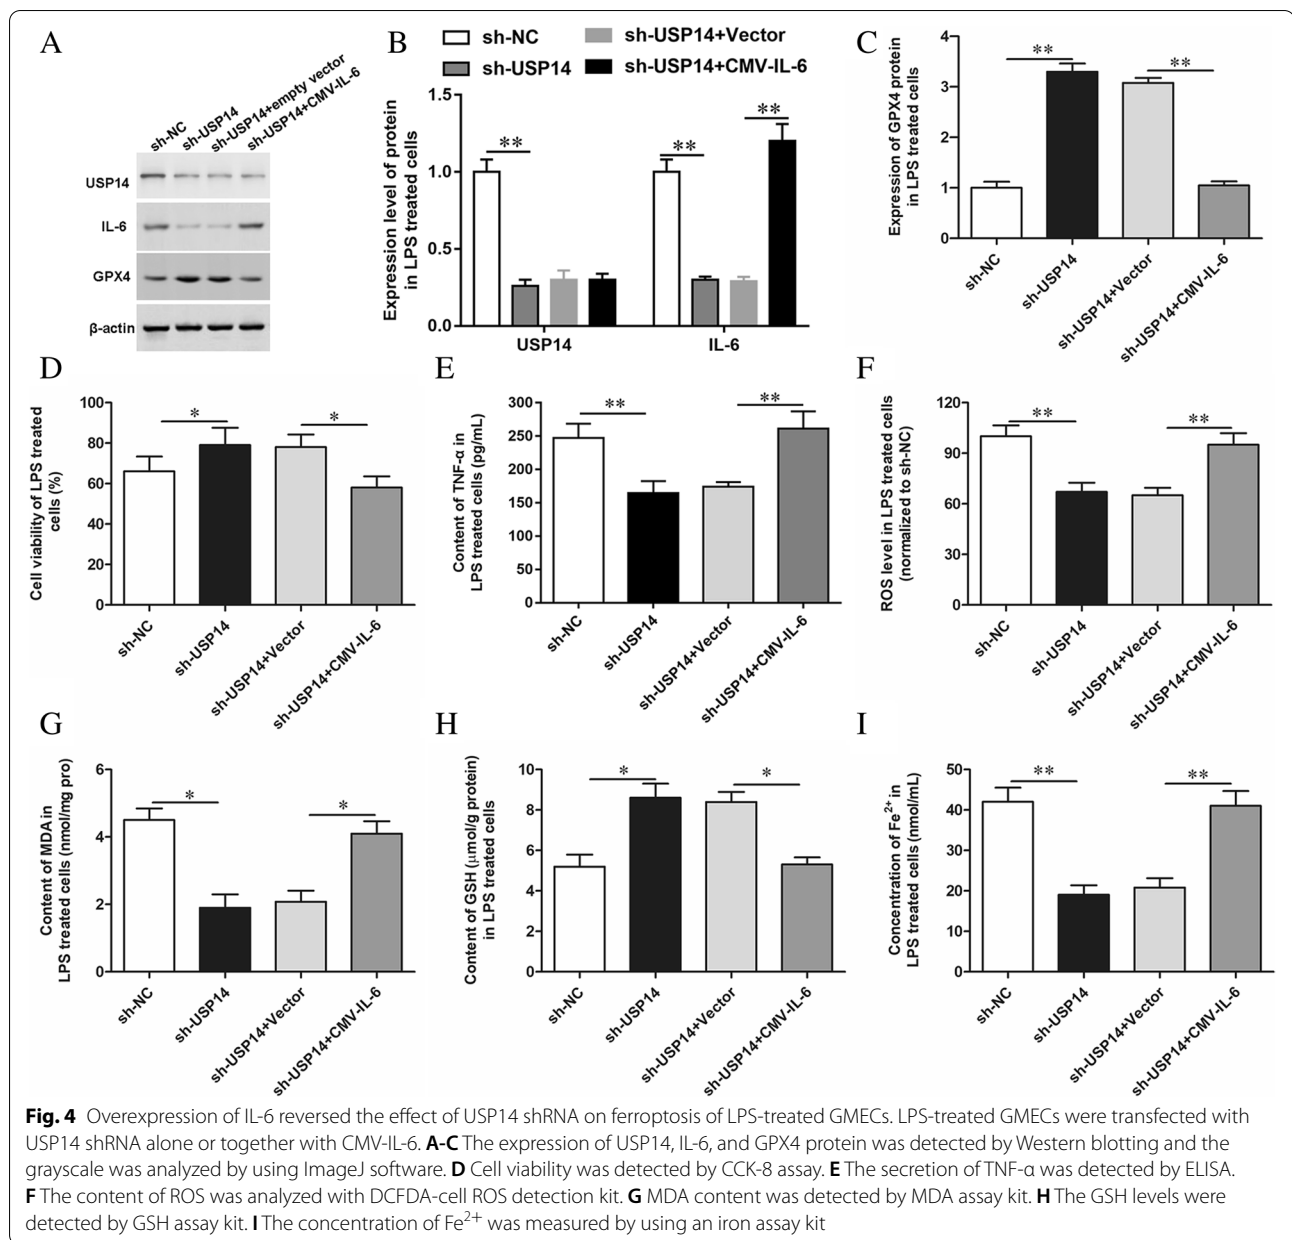 A
sh-NC
sh-USP14
sh-USP14+empty vector
sh-USP14+CMV-IL-6
USP14
IL-6
GPX4
β-actin
B
sh-NC
sh-USP14+Vector
sh-USP14
sh-USP14+CMV-IL-6
Expression level of protein
in LPS treated cells
1.5
1.0
0.5
0.0
**
**
**
USP14
IL-6
C
Expression of GPX4 protein
in LPS treated cells
4
3
2
1
0
**
**
sh-NC
sh-USP14
sh-USP14+Vector
sh-USP14+CMV-IL-6
D
Cell viability of LPS treated
cells (%)
100
80
60
40
20
0
*
*
sh-NC
sh-USP14
sh-USP14+Vector
sh-USP14+CMV-IL-6
E
Content of TNF-α in
LPS treated cells (pg/mL)
300
250
200
150
100
50
0
**
**
sh-NC
sh-USP14
sh-USP14+Vector
sh-USP14+CMV-IL-6
F
ROS level in LPS treated cells
(normalized to sh-NC)
120
90
60
30
0
**
**
sh-NC
sh-USP14
sh-USP14+Vector
sh-USP14+CMV-IL-6
G
Content of MDA in
LPS treated cells (nmol/mg pro)
6
4
2
0
*
*
sh-NC
sh-USP14
sh-USP14+Vector
sh-USP14+CMV-IL-6
H
Content of GSH (μmol/g protein)
in LPS treated cells
10
8
6
4
2
0
*
*
sh-NC
sh-USP14
sh-USP14+Vector
sh-USP14+CMV-IL-6
I
Concentration of Fe²⁺ in
LPS treated cells (nmol/mL)
50
40
30
20
10
0
**
**
sh-NC
sh-USP14
sh-USP14+Vector
sh-USP14+CMV-IL-6
Fig. 4 Overexpression of IL-6 reversed the effect of USP14 shRNA on ferroptosis of LPS-treated GMECs. LPS-treated GMECs were transfected with
USP14 shRNA alone or together with CMV-IL-6. A-C The expression of USP14, IL-6, and GPX4 protein was detected by Western blotting and the
grayscale was analyzed by using ImageJ software. D Cell viability was detected by CCK-8 assay. E The secretion of TNF-α was detected by ELISA.
F The content of ROS was analyzed with DCFDA-cell ROS detection kit. G MDA content was detected by MDA assay kit. H The GSH levels were
detected by GSH assay kit. I The concentration of Fe²⁺ was measured by using an iron assay kit